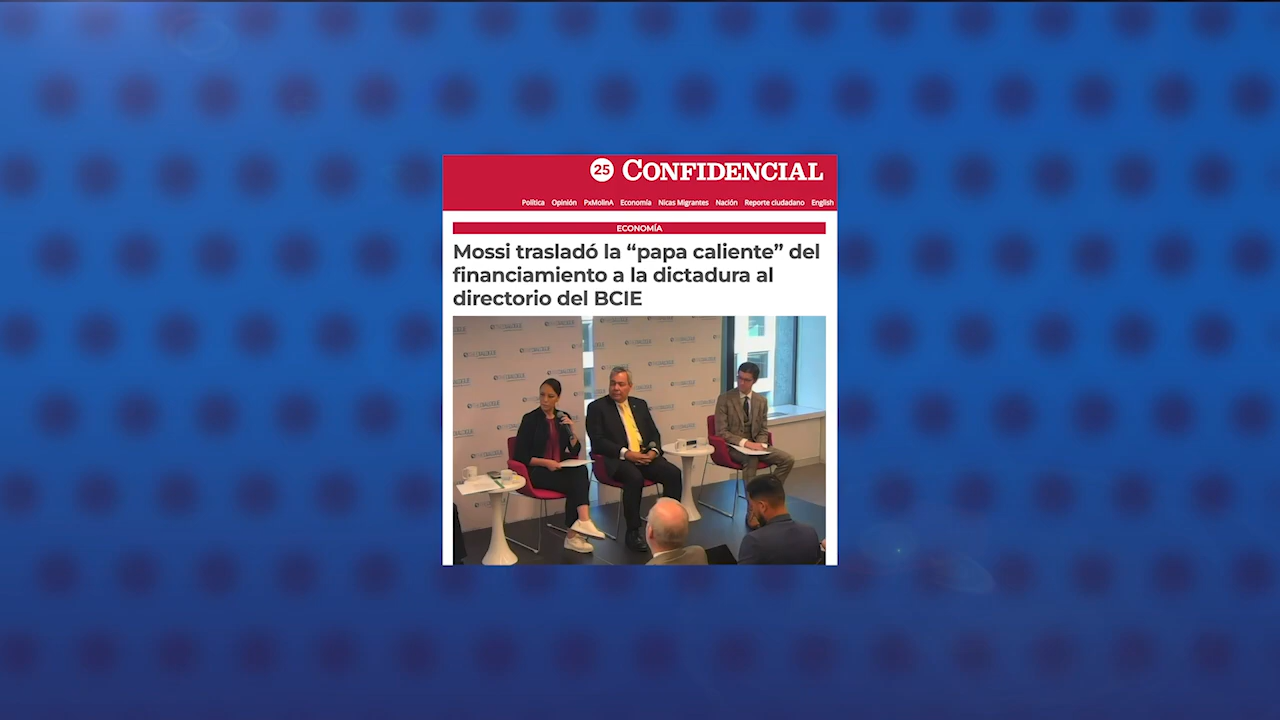 25 CONFIDENCIAL
Política Opinión PxMolinA Economía Nicas Migrantes Nación Reporte ciudadano English
ECONOMÍA
Mossi trasladó la “papa caliente” del
financiamiento a la dictadura al
directorio del BCIE